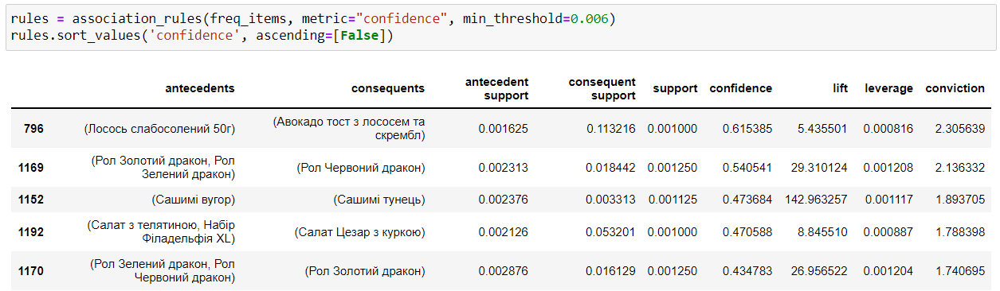 rules = association_rules(freq_items, metric="confidence", min_threshold=0.006)
rules.sort_values('confidence', ascending=[False])
antecedents consequents antecedent support consequent support support confidence lift leverage conviction
796 (Лосось слабосолений 50г) (Авокадо тост з лососем та скрембл) 0.001625 0.113216 0.001000 0.615385 5.435501 0.000816 2.305639
1169 (Рол Золотий дракон, Рол Зелений дракон) (Рол Червоний дракон) 0.002313 0.018442 0.001250 0.540541 29.310124 0.001208 2.136332
1152 (Сашимі вугор) (Сашимі тунець) 0.002376 0.003313 0.001125 0.473684 142.963257 0.001117 1.893705
1192 (Салат з телятиною, Набір Філадельфія XL) (Салат Цезар з куркою) 0.002126 0.053201 0.001000 0.470588 8.845510 0.000887 1.788398
1170 (Рол Зелений дракон, Рол Червоний дракон) (Рол Золотий дракон) 0.002876 0.016129 0.001250 0.434783 26.956522 0.001204 1.740695